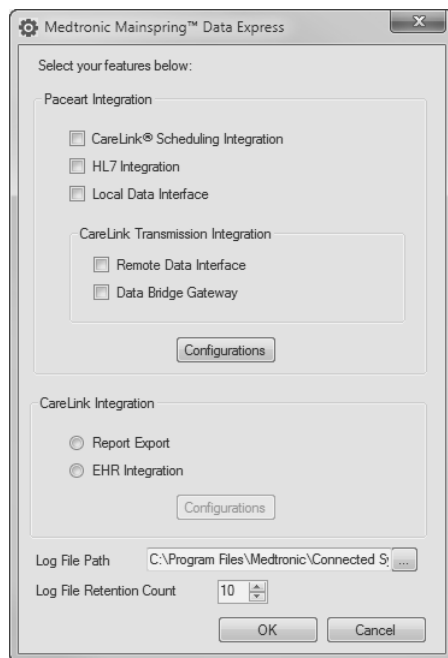 Medtronic Mainspring™ Data Express
Select your features below:
Paceart Integration
CareLink® Scheduling Integration
HL7 Integration
Local Data Interface
CareLink Transmission Integration
Remote Data Interface
Data Bridge Gateway
Configurations
CareLink Integration
Report Export
EHR Integration
Configurations
Log File Path C:\Program Files\Medtronic\Connected Sy ...
Log File Retention Count 10
OK Cancel